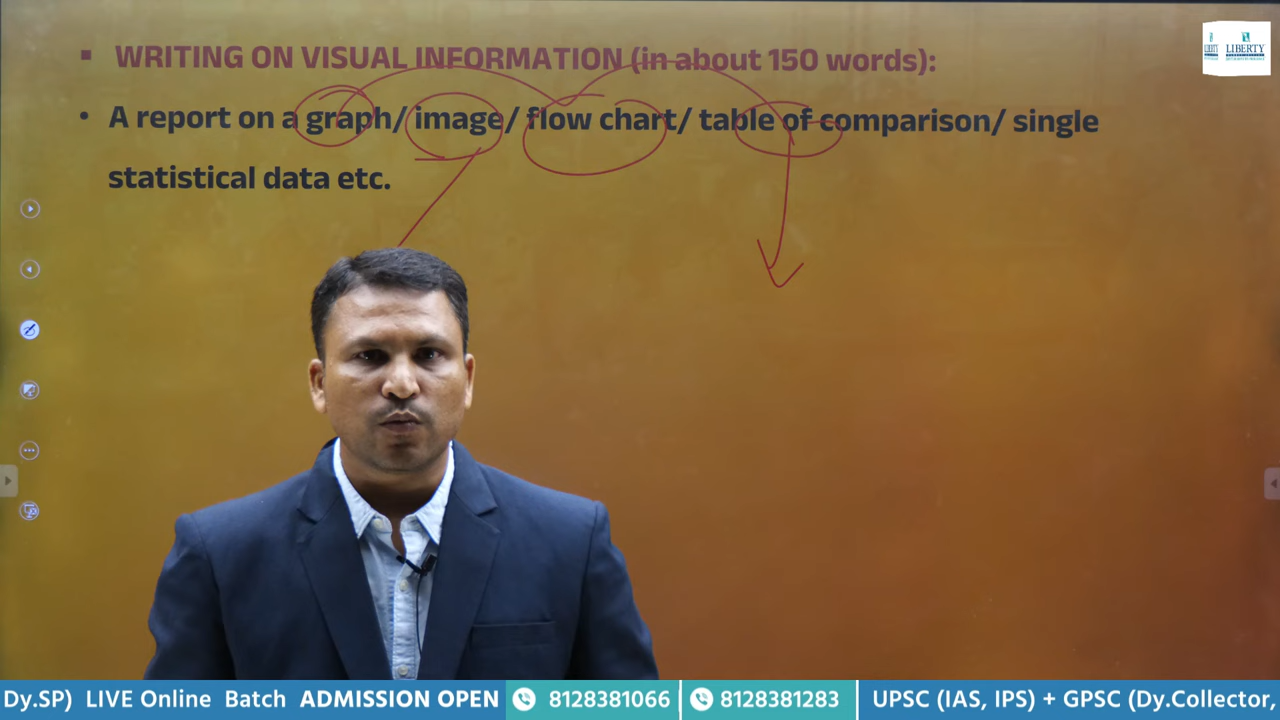 ▪ WRITING ON VISUAL INFORMATION (in about 150 words):
• A report on a graph/ image/ flow chart/ table of comparison/ single
statistical data etc.
LIBERTY
Dy.SP) LIVE Online Batch ADMISSION OPEN 8128381066 8128381283 UPSC (IAS, IPS) + GPSC (Dy.Collector,